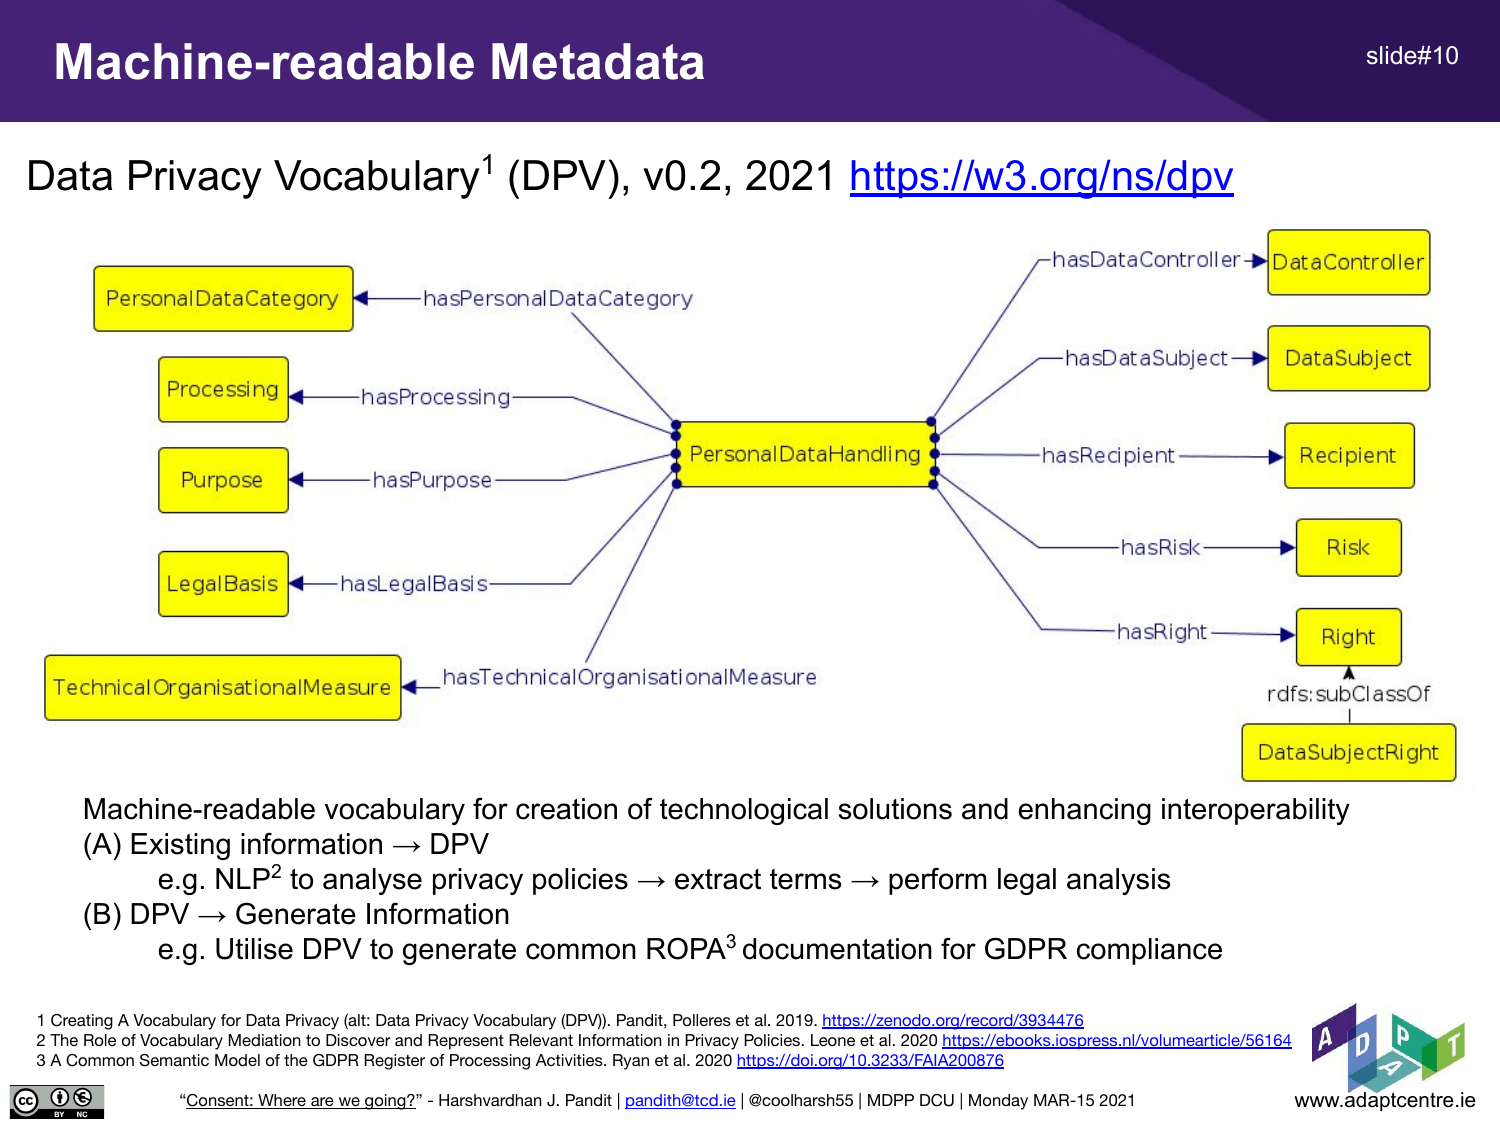 Machine-readable Metadata
slide#10
Data Privacy Vocabulary1 (DPV), v0.2, 2021 https://w3.org/ns/dpv
hasDataController
DataController
PersonalDataCategory
hasPersonalDataCategory
hasDataSubject
DataSubject
Processing
hasProcessing
PersonalDataHandling
hasRecipient
Recipient
Purpose
hasPurpose
hasRisk
Risk
LegalBasis
hasLegalBasis
hasRight
Right
TechnicalOrganisationalMeasure
hasTechnicalOrganisationalMeasure
rdfs:subClassOf
DataSubjectRight
Machine-readable vocabulary for creation of technological solutions and enhancing interoperability
(A) Existing information → DPV
e.g. NLP2 to analyse privacy policies → extract terms → perform legal analysis
(B) DPV → Generate Information
e.g. Utilise DPV to generate common ROPA3 documentation for GDPR compliance
1 Creating A Vocabulary for Data Privacy (alt: Data Privacy Vocabulary (DPV)). Pandit, Polleres et al. 2019. https://zenodo.org/record/3934476
2 The Role of Vocabulary Mediation to Discover and Represent Relevant Information in Privacy Policies. Leone et al. 2020 https://ebooks.iospress.nl/volumearticle/56164
3 A Common Semantic Model of the GDPR Register of Processing Activities. Ryan et al. 2020 https://doi.org/10.3233/FAIA200876
ADAPT
cc BY NC
“Consent: Where are we going?” - Harshvardhan J. Pandit | pandith@tcd.ie | @coolharsh55 | MDPP DCU | Monday MAR-15 2021
www.adaptcentre.ie